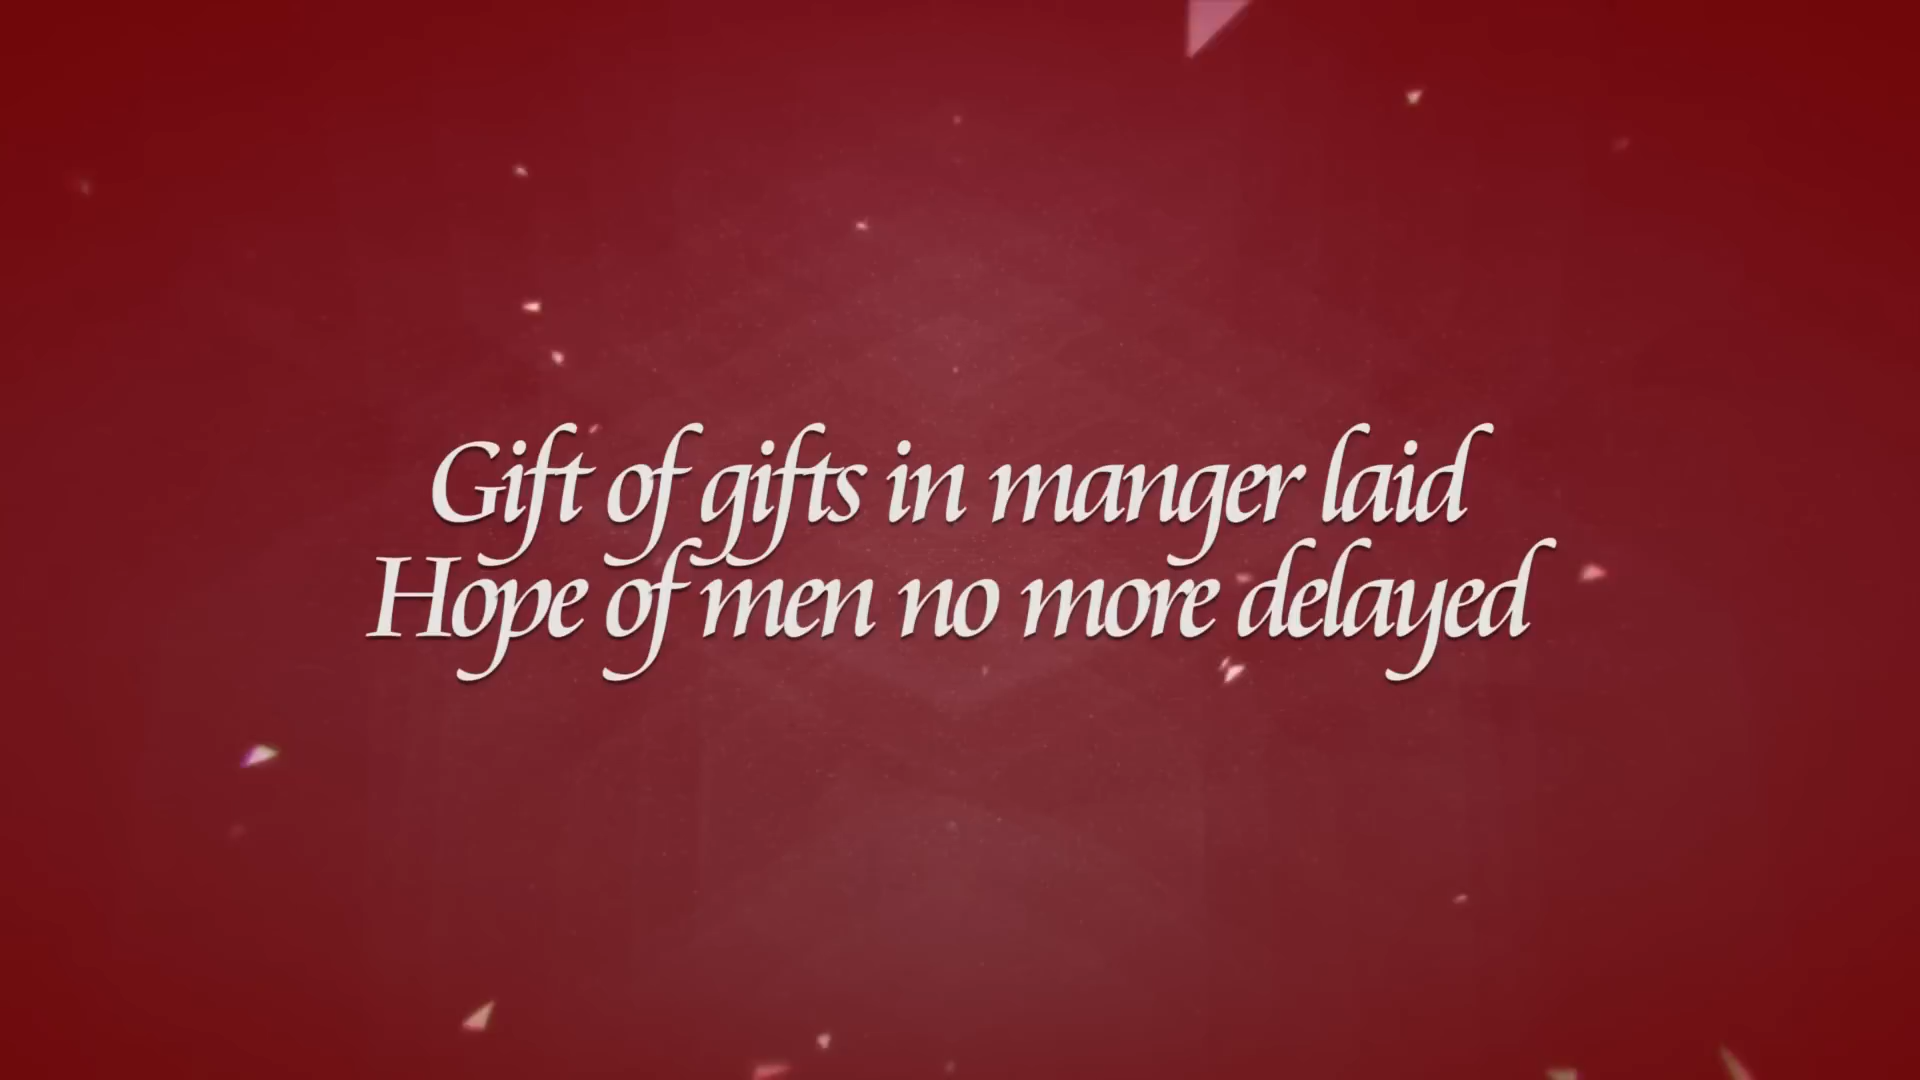 Gift of gifts in manger laid
Hope of men no more delayed